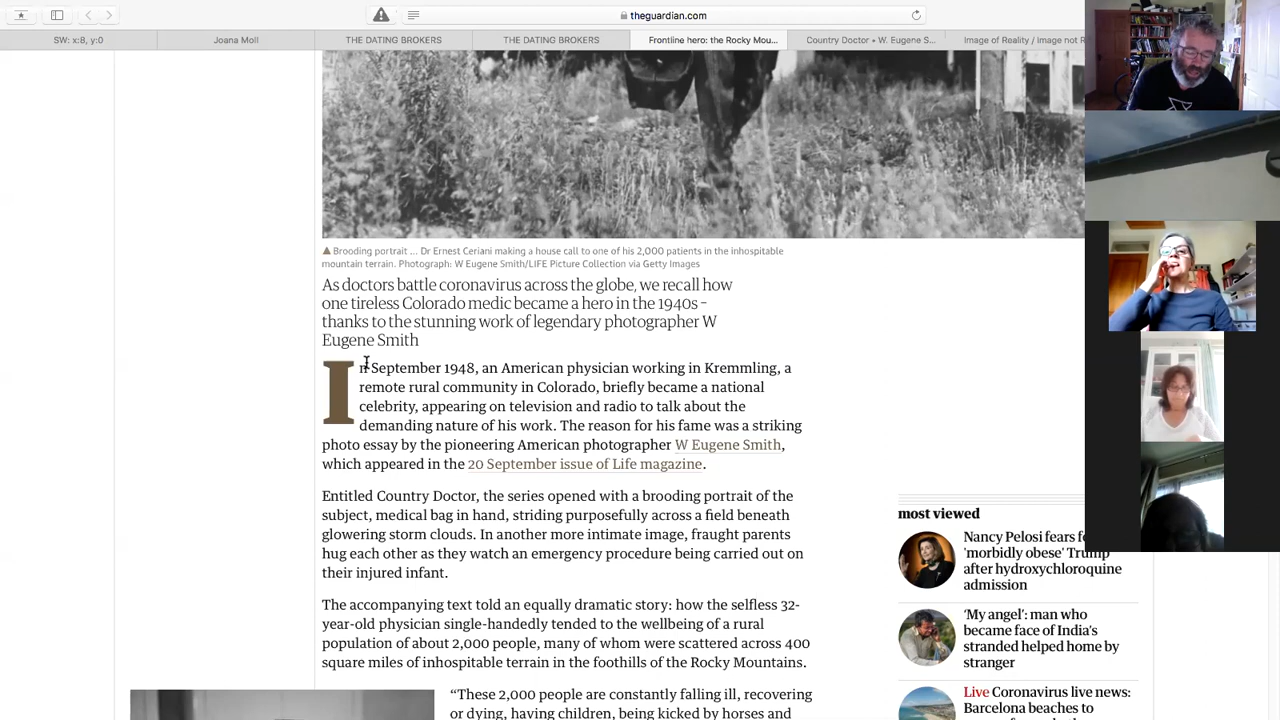 theguardian.com
SW: x:8, y:0
Joana Moll
THE DATING BROKERS
THE DATING BROKERS
Frontline hero: the Rocky Mou...
Country Doctor • W. Eugene S...
Image of Reality / Image not R
Brooding portrait ... Dr Ernest Ceriani making a house call to one of his 2,000 patients in the inhospitable
mountain terrain. Photograph: W Eugene Smith/LIFE Picture Collection via Getty Images
As doctors battle coronavirus across the globe, we recall how
one tireless Colorado medic became a hero in the 1940s –
thanks to the stunning work of legendary photographer W
Eugene Smith
In September 1948, an American physician working in Kremmling, a
remote rural community in Colorado, briefly became a national
celebrity, appearing on television and radio to talk about the
demanding nature of his work. The reason for his fame was a striking
photo essay by the pioneering American photographer W Eugene Smith,
which appeared in the 20 September issue of Life magazine.
Entitled Country Doctor, the series opened with a brooding portrait of the
subject, medical bag in hand, striding purposefully across a field beneath
glowering storm clouds. In another more intimate image, fraught parents
hug each other as they watch an emergency procedure being carried out on
their injured infant.
The accompanying text told an equally dramatic story: how the selfless 32-
year-old physician single-handedly tended to the wellbeing of a rural
population of about 2,000 people, many of whom were scattered across 400
square miles of inhospitable terrain in the foothills of the Rocky Mountains.
“These 2,000 people are constantly falling ill, recovering
or dying, having children, being kicked by horses and
most viewed
Nancy Pelosi fears f
'morbidly obese' Trump
after hydroxychloroquine
admission
'My angel': man who
became face of India's
stranded helped home by
stranger
Live Coronavirus live news:
Barcelona beaches to